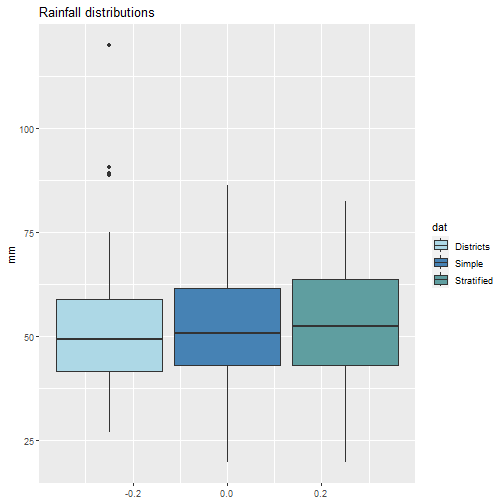 Rainfall distributions
mm
100
75
50
25
-0.2
0.0
0.2
dat
Districts
Simple
Stratified